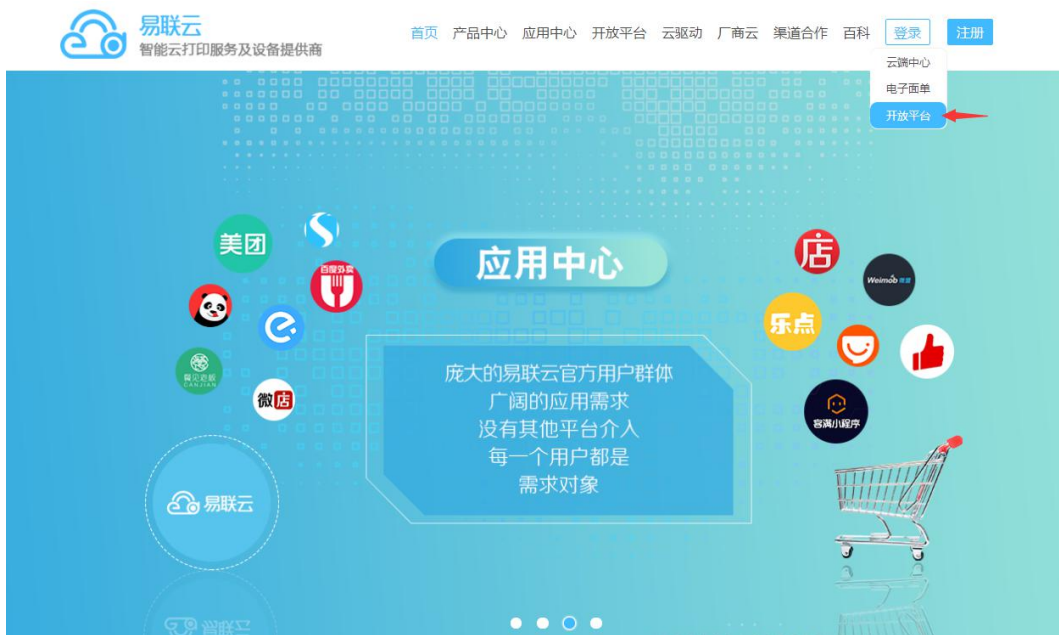 易联云
智能云打印服务及设备提供商
首页 产品中心 应用中心 开放平台 云驱动 厂商云 渠道合作 百科 登录 注册
云端中心
电子面单
开放平台
应用中心
美团
百度外卖
店
Weimob 微盟
乐点
CANJIAN
微店
容满小程序
庞大的易联云官方用户群体
广阔的应用需求
没有其他平台介入
每一个用户都是
需求对象
易联云